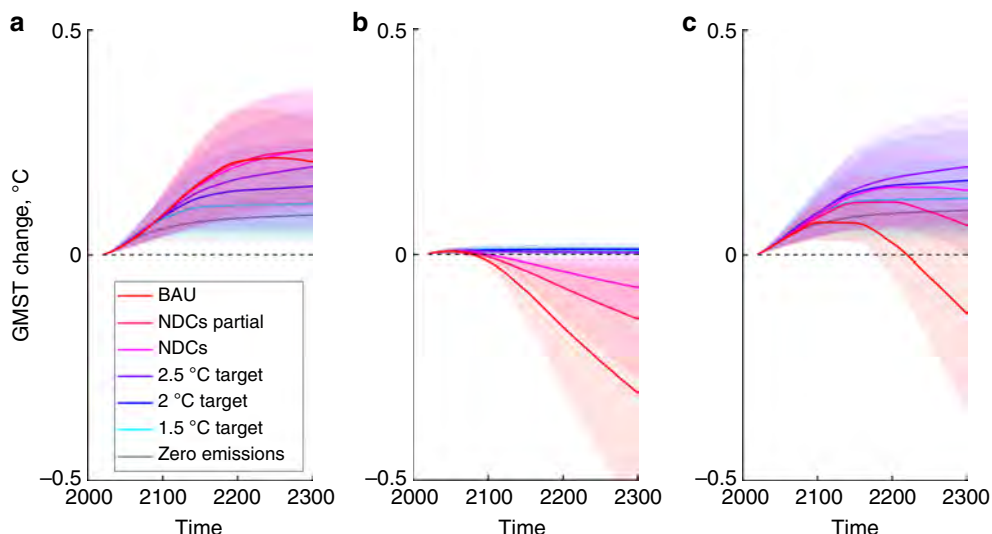 a
b
c
0.5
0.5
0.5
GMST change, °C
0
0
0
BAU
NDCs partial
NDCs
2.5 °C target
2 °C target
1.5 °C target
Zero emissions
–0.5
–0.5
–0.5
2000 2100 2200 2300
2000 2100 2200 2300
2000 2100 2200 2300
Time
Time
Time